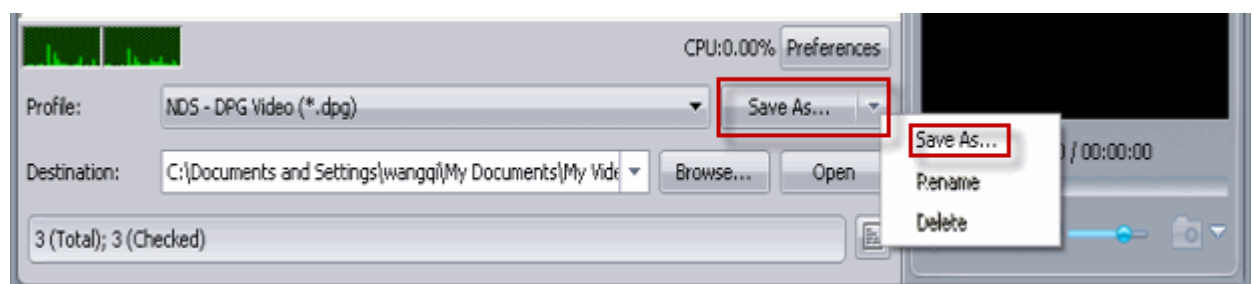 CPU:0.00% Preferences
Profile: NDS - DPG Video (*.dpg) Save As...
Save As...
/ 00:00:00
Destination: C:\Documents and Settings\wangqi\My Documents\My Vide Browse... Open
Rename
Delete
3 (Total); 3 (Checked)